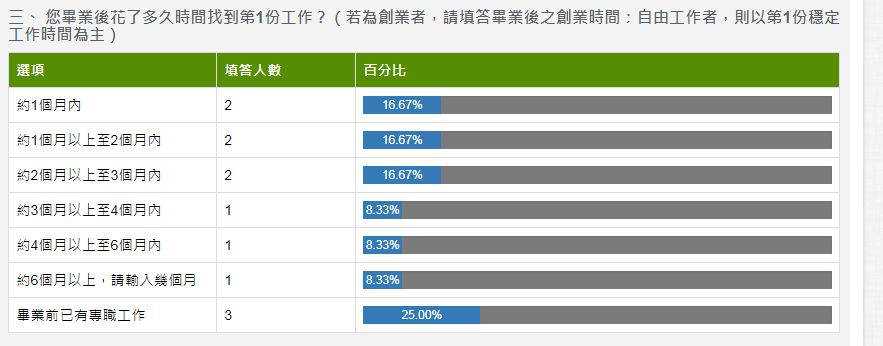 三、 您畢業後花了多久時間找到第1份工作？（若為創業者，請填答畢業後之創業時間：自由工作者，則以第1份穩定
工作時間為主）
選項 填答人數 百分比
約1個月內 2 16.67%
約1個月以上至2個月內 2 16.67%
約2個月以上至3個月內 2 16.67%
約3個月以上至4個月內 1 8.33%
約4個月以上至6個月內 1 8.33%
約6個月以上，請輸入幾個月 1 8.33%
畢業前已有專職工作 3 25.00%